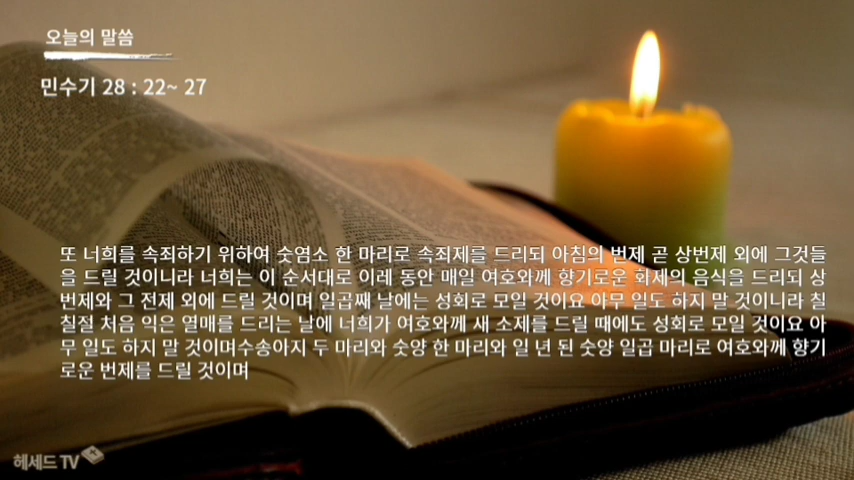 오늘의 말씀
민수기 28 : 22~ 27
또 너희를 속죄하기 위하여 숫염소 한 마리로 속죄제를 드리되 아침의 번제 곧 상번제 외에 그것들
을 드릴 것이니라 너희는 이 순서대로 이레 동안 매일 여호와께 향기로운 화제의 음식을 드리되 상
번제와 그 전제 외에 드릴 것이며 일곱째 날에는 성회로 모일 것이요 아무 일도 하지 말 것이니라 칠
칠절 처음 익은 열매를 드리는 날에 너희가 여호와께 새 소제를 드릴 때에도 성회로 모일 것이요 아
무 일도 하지 말 것이며수송아지 두 마리와 숫양 한 마리와 일 년 된 숫양 일곱 마리로 여호와께 향기
로운 번제를 드릴 것이며
헤세드 TV